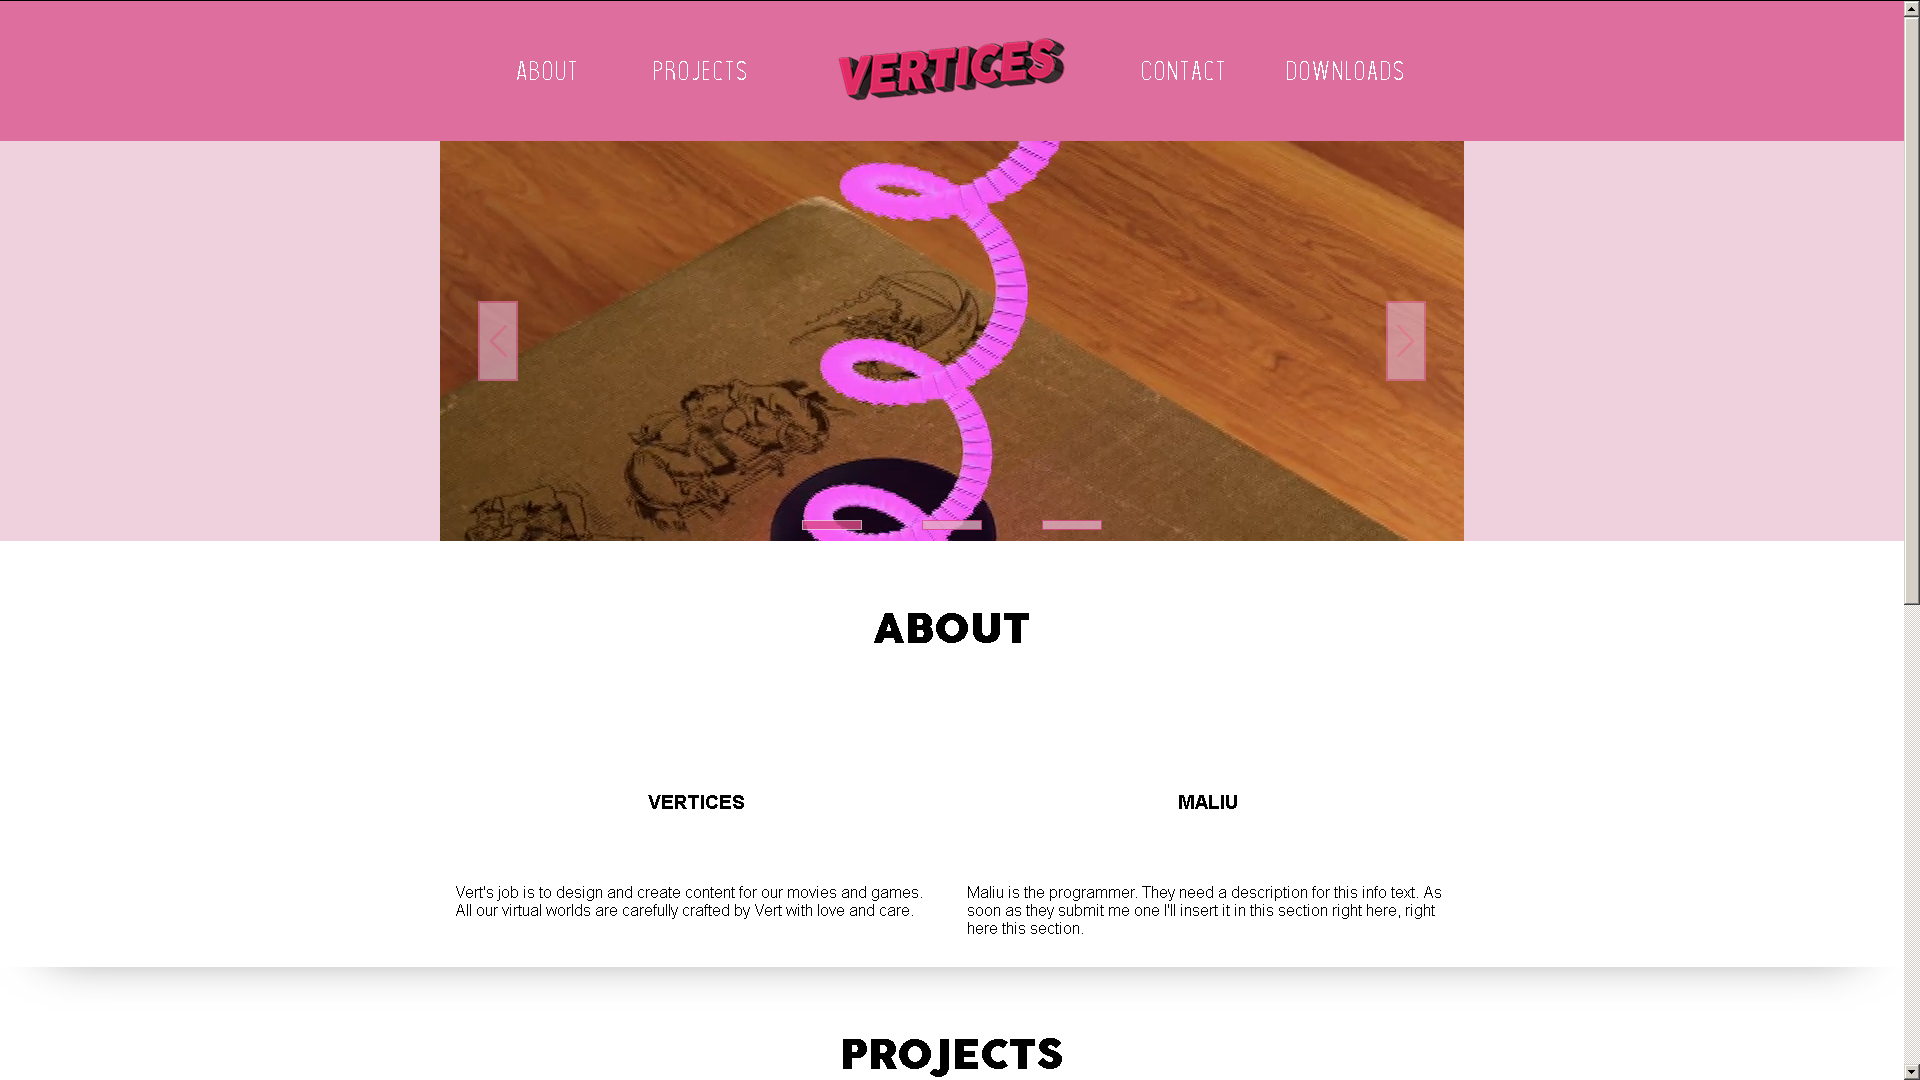 ABOUT
PROJECTS
VERTICES
CONTACT
DOWNLOADS
ABOUT
VERTICES
Vert's job is to design and create content for our movies and games.
All our virtual worlds are carefully crafted by Vert with love and care.
MALIU
Maliu is the programmer. They need a description for this info text. As
soon as they submit me one I'll insert it in this section right here, right
here this section.
PROJECTS